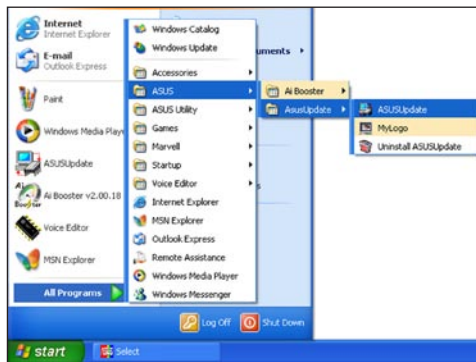 Internet
Internet Explorer
E-mail
Outlook Express
Paint
Windows Media Play
ASUSUpdate
Ai Booster v2.00.18
Voice Editor
MSN Explorer
All Programs
Windows Catalog
Windows Update
Accessories
ASUS
ASUS Utility
Games
Marvell
Startup
Voice Editor
Internet Explorer
MSN Explorer
Outlook Express
Remote Assistance
Windows Media Player
Windows Messenger
uments
s
Ai Booster
AsusUpdate
ASUSUpdate
MyLogo
Uninstall ASUSUpdate
Log Off
Shut Down
start
Select